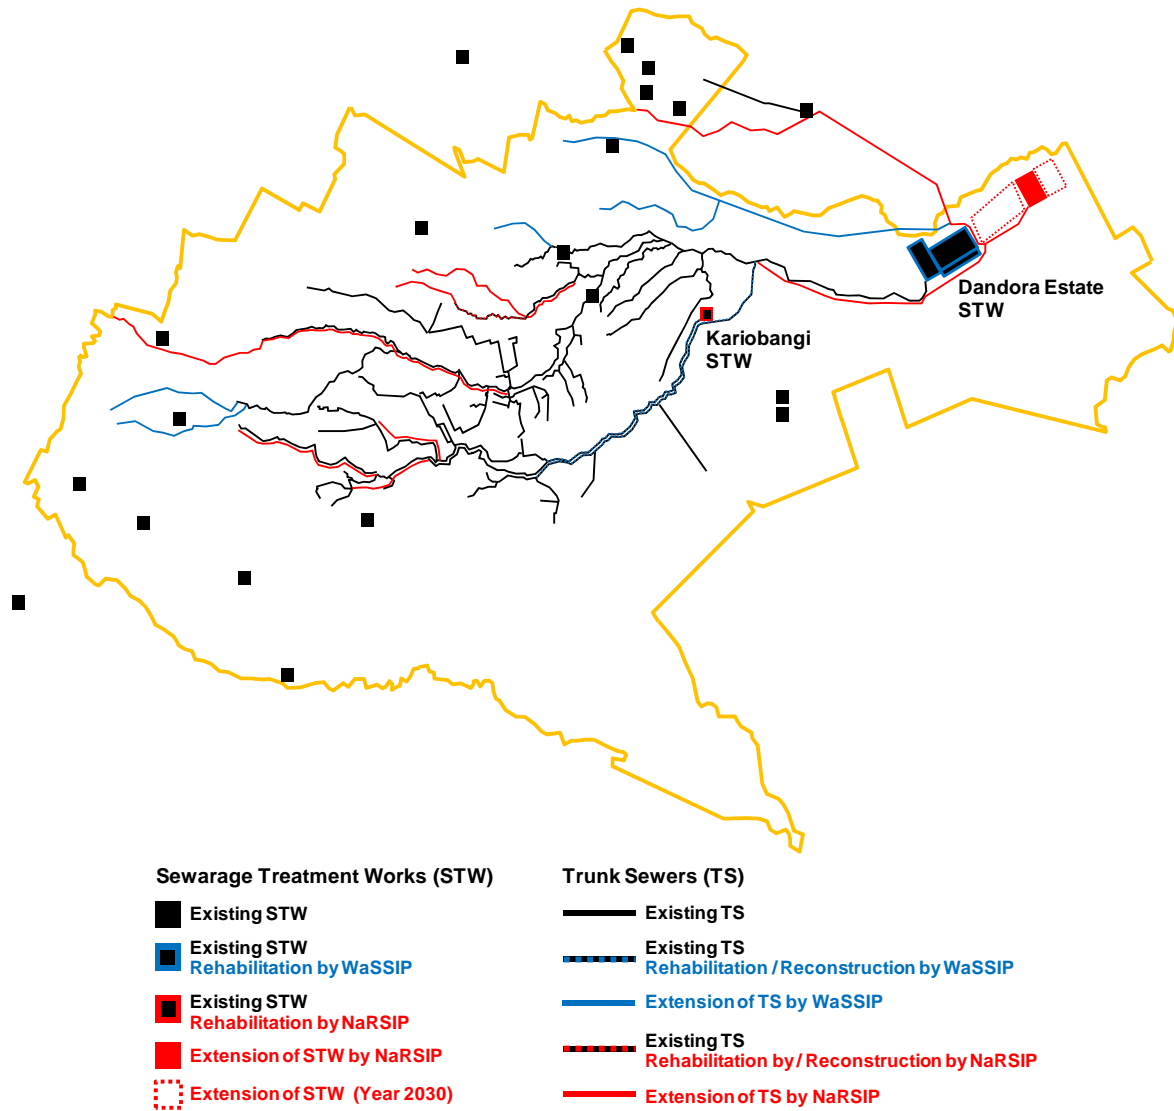 Dandora Estate
STW
Kariobangi
STW
Sewarage Treatment Works (STW)
Existing STW
Existing STW
Rehabilitation by WaSSIP
Existing STW
Rehabilitation by NaRSIP
Extension of STW by NaRSIP
Extension of STW (Year 2030)
Trunk Sewers (TS)
Existing TS
Existing TS
Rehabilitation / Reconstruction by WaSSIP
Extension of TS by WaSSIP
Existing TS
Rehabilitation by / Reconstruction by NaRSIP
Extension of TS by NaRSIP